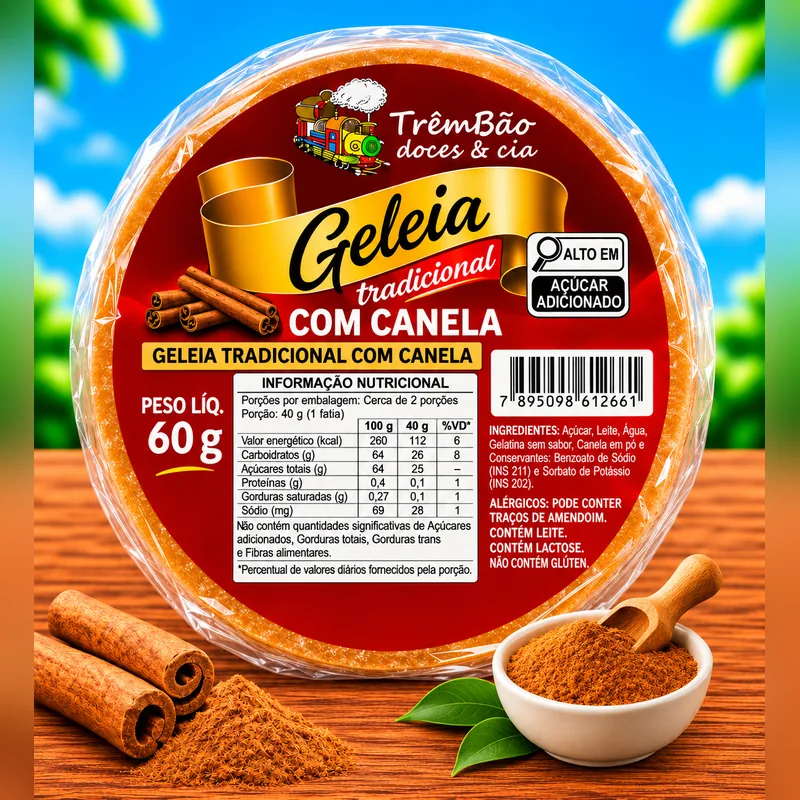 TrêmBão
doces & cia
Geleia
tradicional
COM CANELA
GELEIA TRADICIONAL COM CANELA
ALTO EM
AÇÚCAR
ADICIONADO
PESO LÍQ.
60 g
INFORMAÇÃO NUTRICIONAL
Porções por embalagem: Cerca de 2 porções
Porção: 40 g (1 fatia)
100 g 40 g %VD*
Valor energético (kcal) 260 112 6
Carboidratos (g) 64 26 8
Açúcares totais (g) 64 25 –
Proteínas (g) 0,4 0,1 1
Gorduras saturadas (g) 0,27 0,1 1
Sódio (mg) 69 28 1
Não contém quantidades significativas de Açúcares
adicionados, Gorduras totais, Gorduras trans
e Fibras alimentares.
*Percentual de valores diários fornecidos pela porção.
7 895098 612661
INGREDIENTES: Açúcar, Leite, Água,
Gelatina sem sabor, Canela em pó e
Conservantes: Benzoato de Sódio
(INS 211) e Sorbato de Potássio
(INS 202).
ALÉRGICOS: PODE CONTER
TRAÇOS DE AMENDOIM.
CONTÉM LEITE.
CONTÉM LACTOSE.
NÃO CONTÉM GLÚTEN.